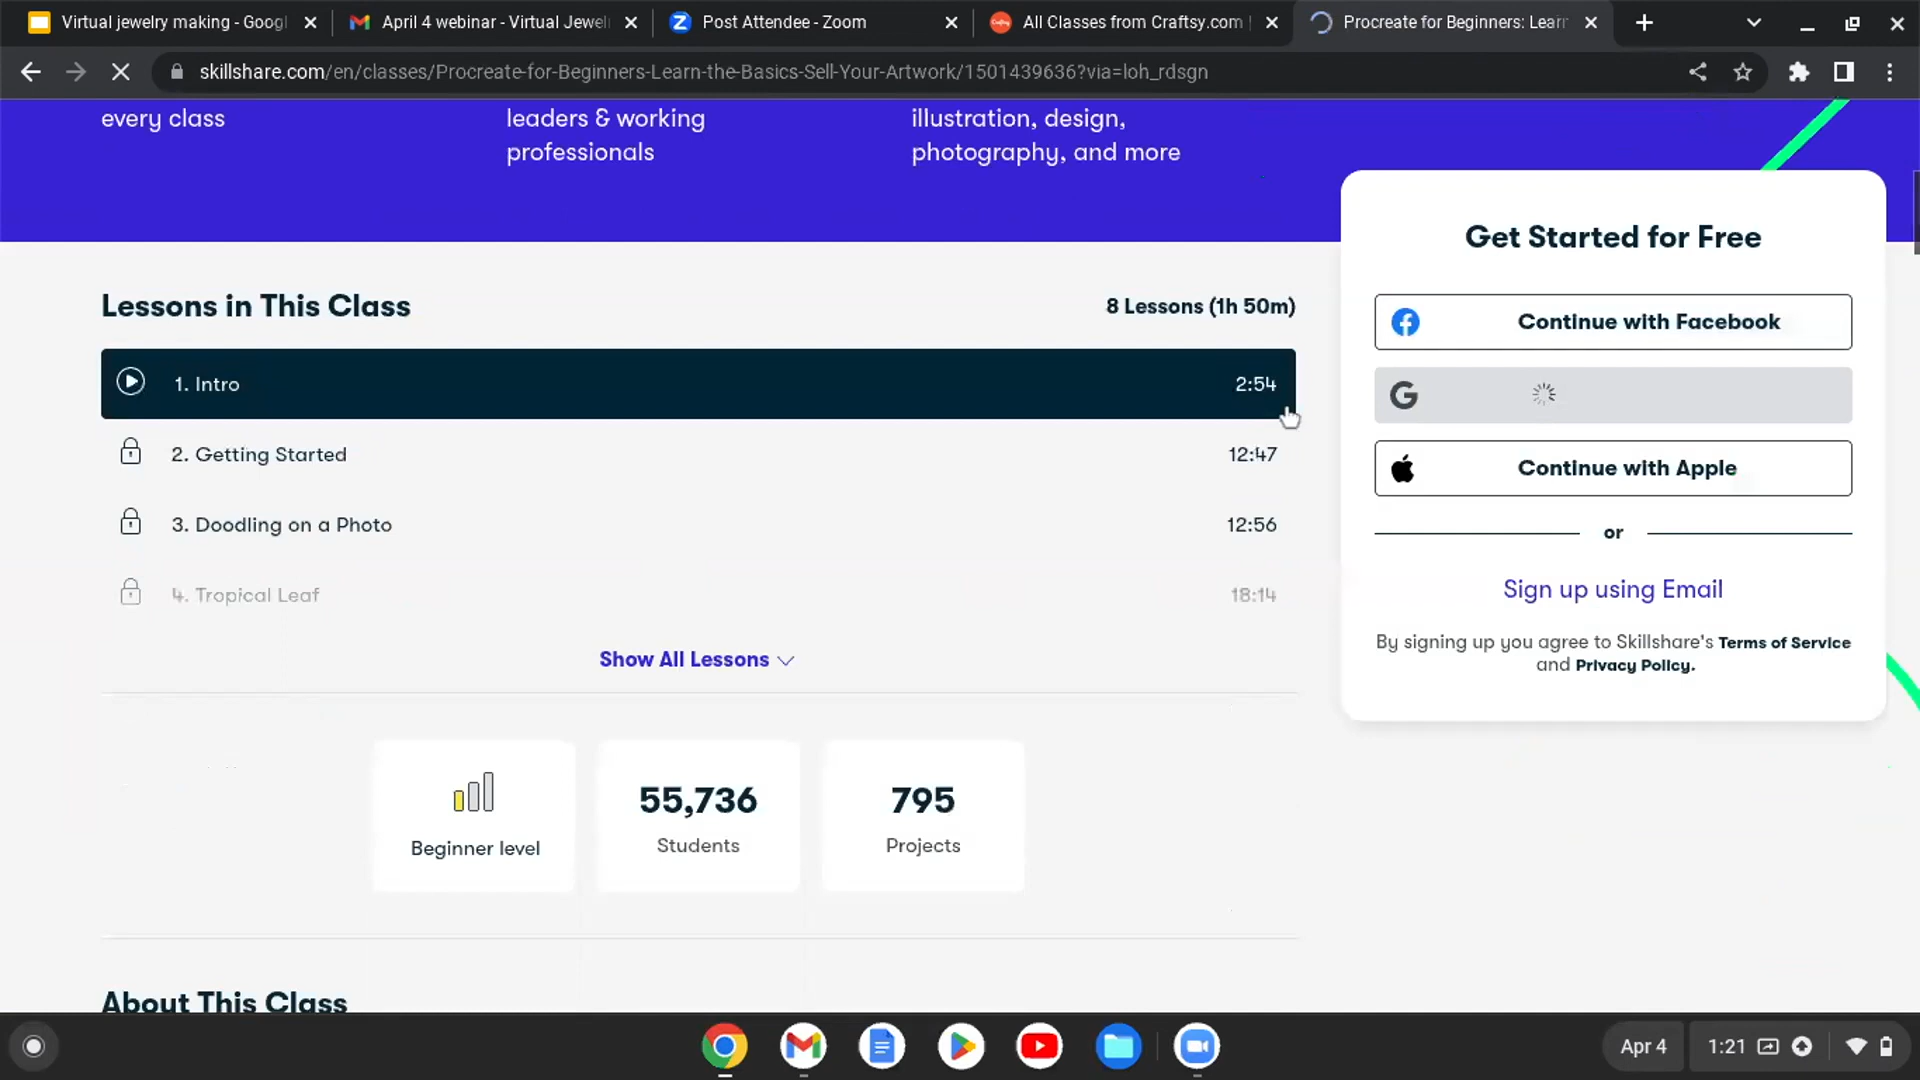 Virtual jewelry making - Googl
April 4 webinar - Virtual Jewel
Post Attendee - Zoom
All Classes from Craftsy.com |
Procreate for Beginners: Lear
skillshare.com/en/classes/Procreate-for-Beginners-Learn-the-Basics-Sell-Your-Artwork/1501439636?via=loh_rdsgn
every class
leaders & working
professionals
illustration, design,
photography, and more
Lessons in This Class
8 Lessons (1h 50m)
1. Intro 2:54
2. Getting Started 12:47
3. Doodling on a Photo 12:56
4. Tropical Leaf 18:14
Show All Lessons
Beginner level
55,736
Students
795
Projects
About This Class
Get Started for Free
Continue with Facebook
Continue with Apple
or
Sign up using Email
By signing up you agree to Skillshare's Terms of Service
and Privacy Policy.
Apr 4
1:21